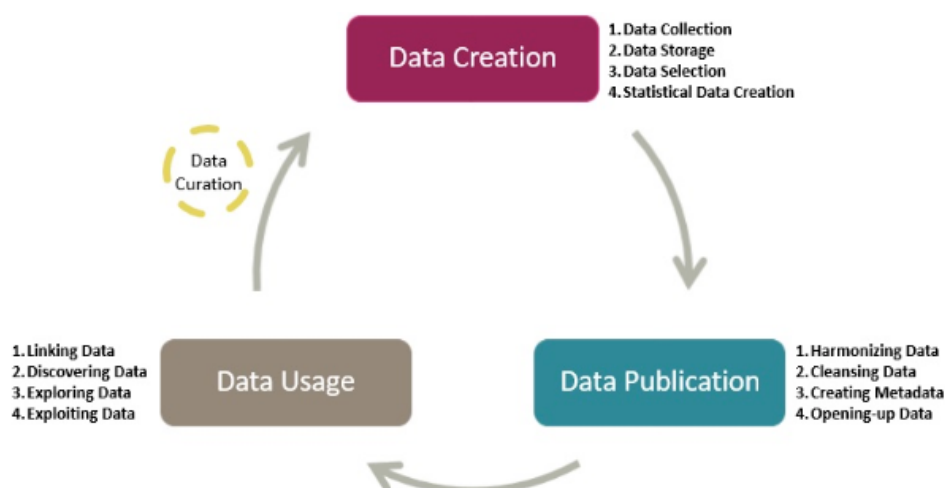 Data Creation
1. Data Collection
2. Data Storage
3. Data Selection
4. Statistical Data Creation
Data
Curation
1. Linking Data
2. Discovering Data
3. Exploring Data
4. Exploiting Data
Data Usage
Data Publication
1. Harmonizing Data
2. Cleansing Data
3. Creating Metadata
4. Opening-up Data